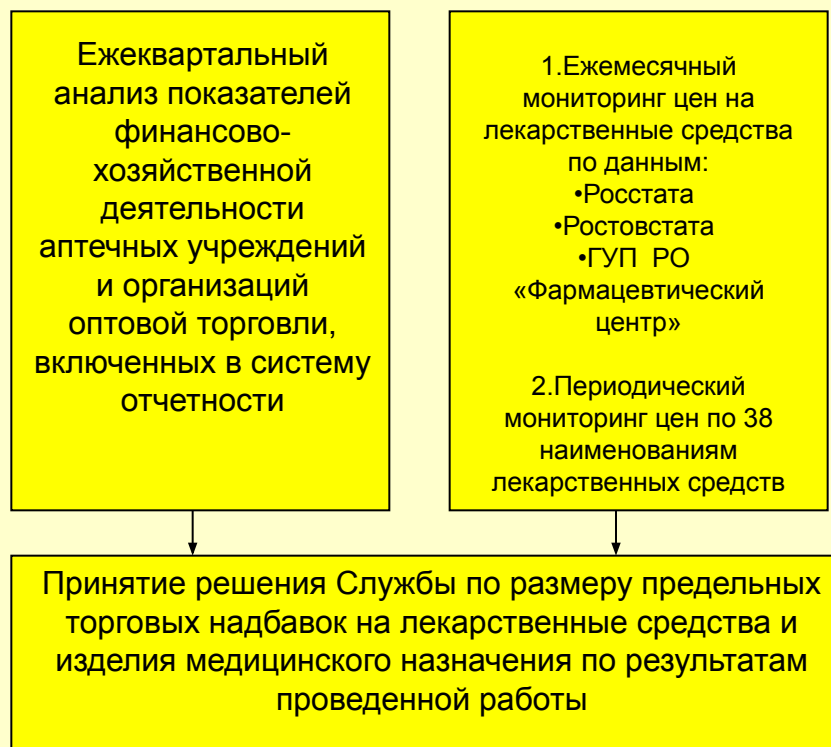 Ежеквартальный
анализ показателей
финансово-
хозяйственной
деятельности
аптечных учреждений
и организаций
оптовой торговли,
включенных в систему
отчетности
1.Ежемесячный
мониторинг цен на
лекарственные средства
по данным:
•Росстата
•Ростовстата
•ГУП РО
«Фармацевтический
центр»
2.Периодический
мониторинг цен по 38
наименованиям
лекарственных средств
Принятие решения Службы по размеру предельных
торговых надбавок на лекарственные средства и
изделия медицинского назначения по результатам
проведенной работы